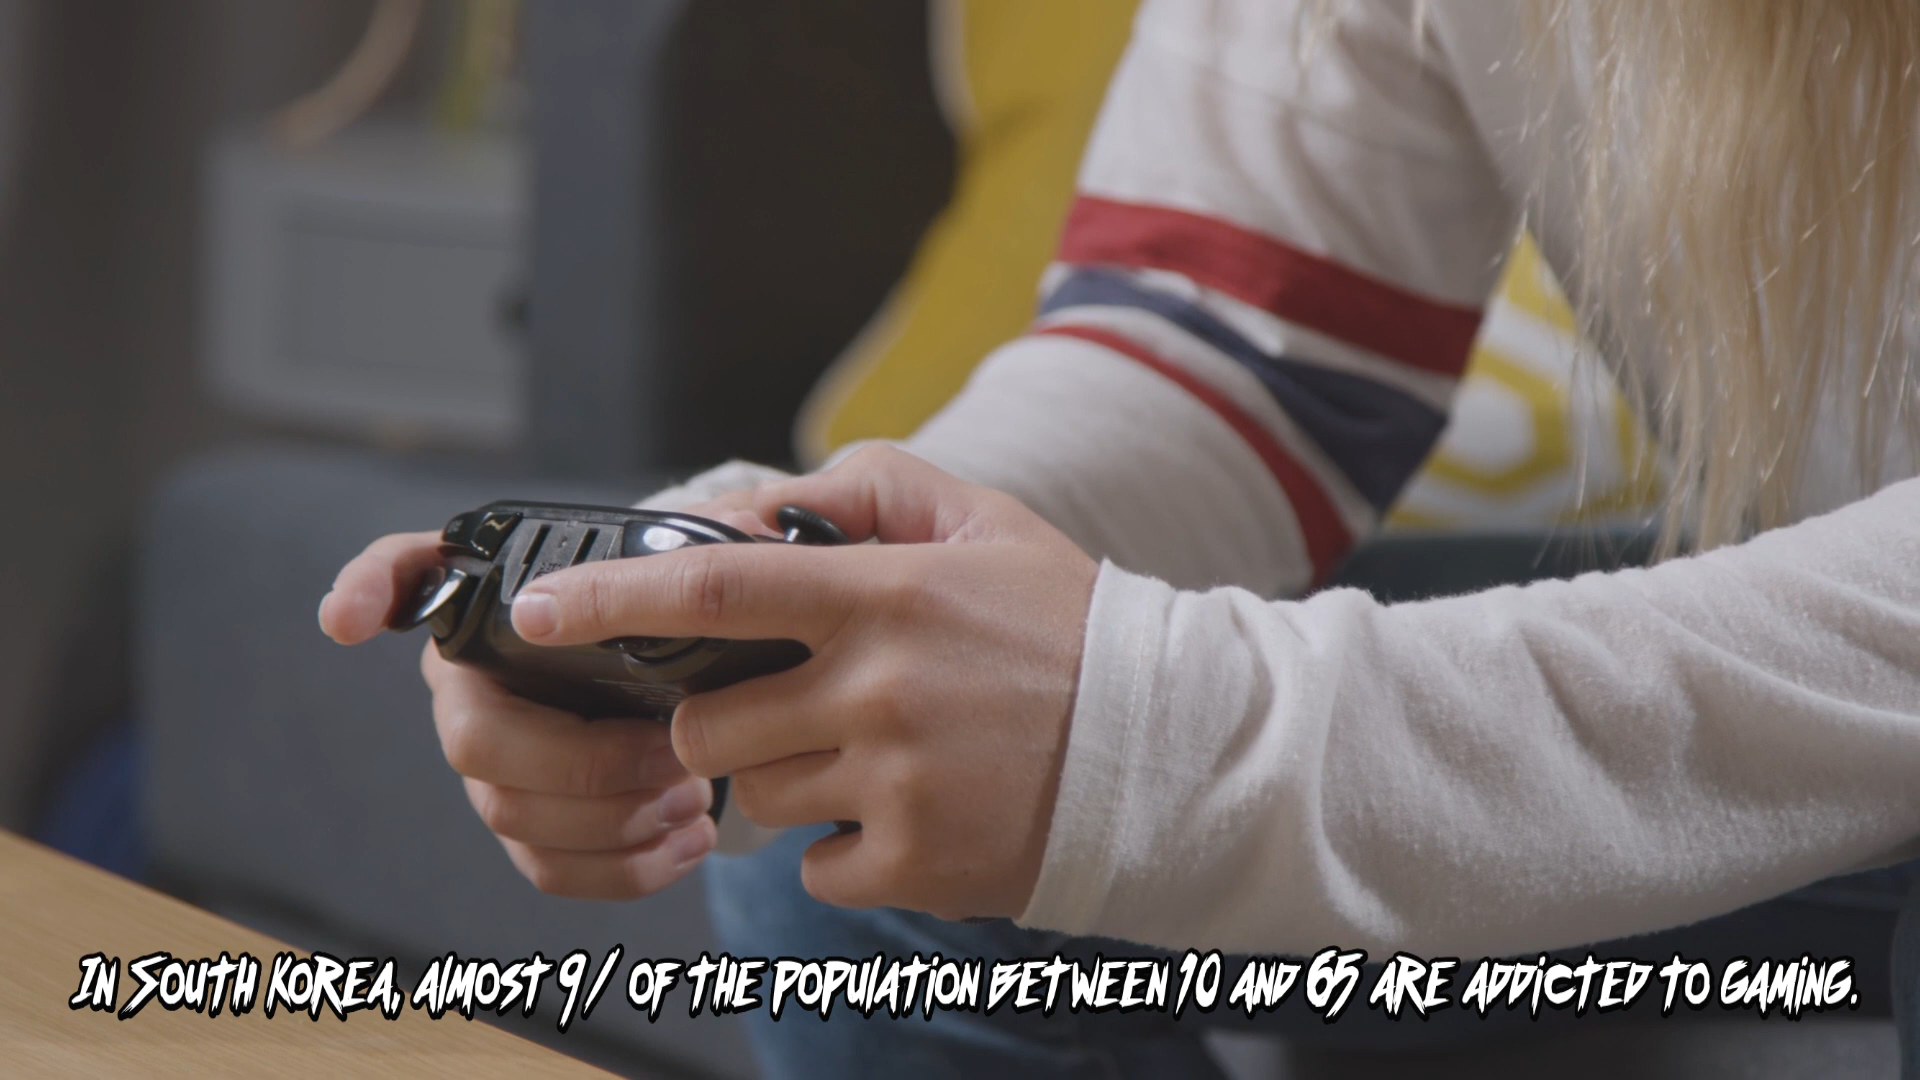 In South Korea, almost 9/ of the population between 10 and 65 are addicted to gaming.